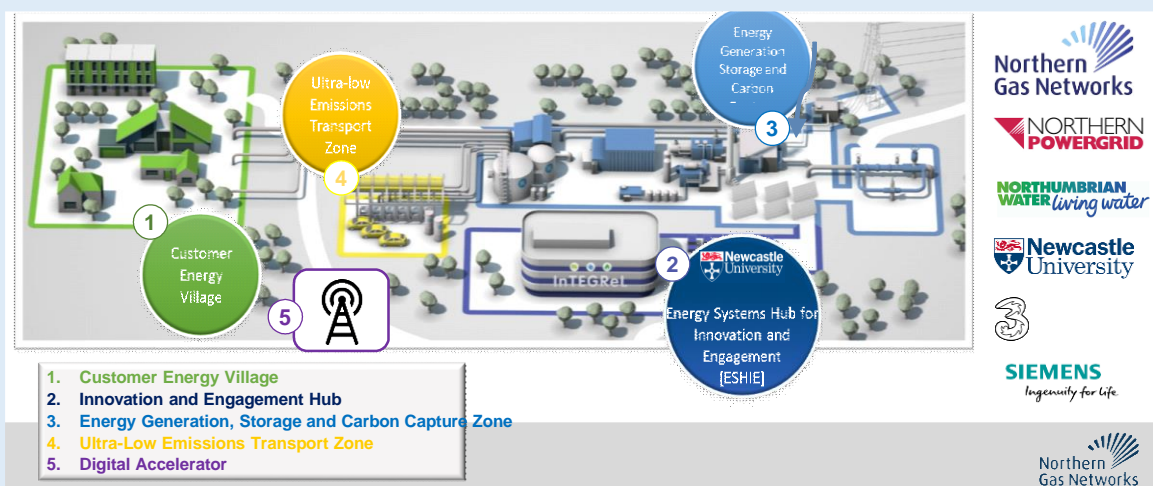 Energy
Generation
Storage and
Carbon
3
Ultra-low
Emissions
Transport
Zone
4
1
Customer
Energy
Village
5
InTEGReL
2
Newcastle
University
Energy Systems Hub for
Innovation and
Engagement
[ESHIE]
Northern
Gas Networks
NORTHERN
POWERGRID
NORTHUMBRIAN
WATER living water
Newcastle
University
3
SIEMENS
Ingenuity for life
1. Customer Energy Village
2. Innovation and Engagement Hub
3. Energy Generation, Storage and Carbon Capture Zone
4. Ultra-Low Emissions Transport Zone
5. Digital Accelerator
Northern
Gas Networks